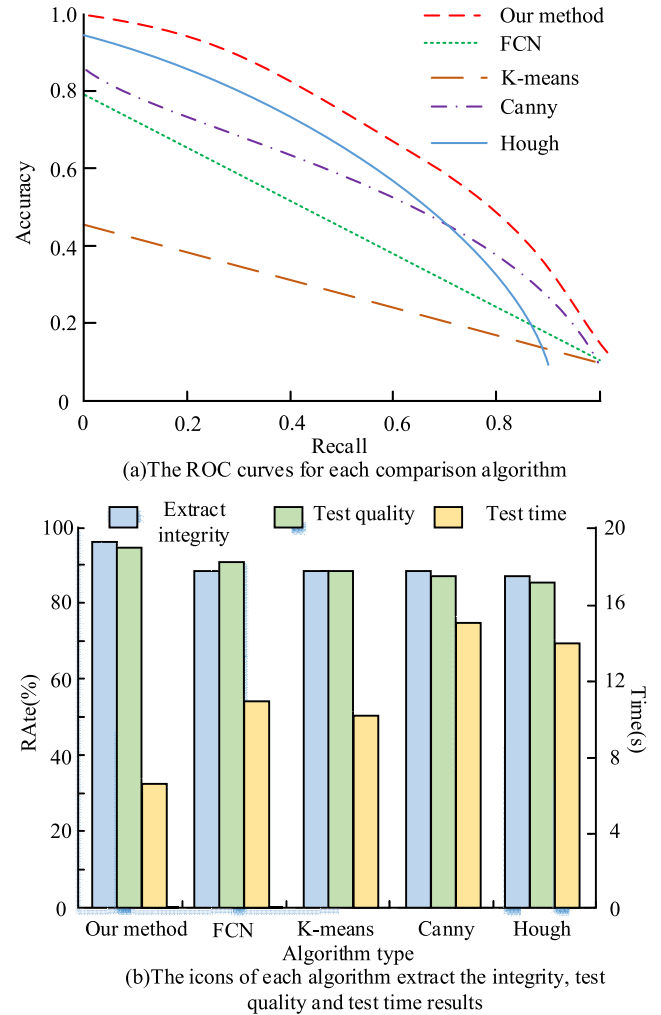 1.0
0.8
0.6
0.4
0.2
0
Accuracy
Our method
FCN
K-means
Canny
Hough
0 0.2 0.4 0.6 0.8
Recall
(a)The ROC curves for each comparison algorithm
Extract integrity
Test quality
Test time
100
80
60
40
20
0
RAte(%)
20
16
12
8
4
0
Time(s)
Our method FCN K-means Canny Hough
Algorithm type
(b)The icons of each algorithm extract the integrity, test
quality and test time results